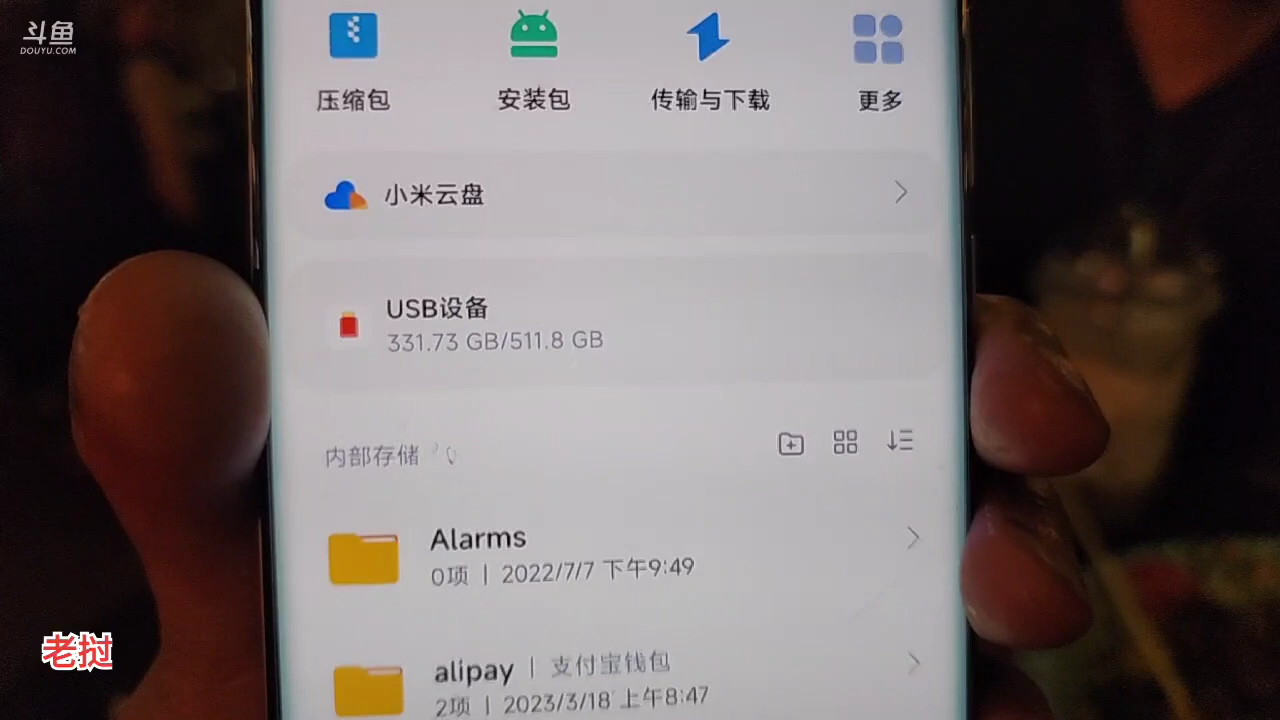 斗鱼
DOUYU.COM
压缩包
安装包
传输与下载
更多
小米云盘
USB设备
331.73 GB/511.8 GB
内部存储
Alarms
0项 | 2022/7/7 下午9:49
alipay | 支付宝钱包
2项 | 2023/3/18 上午8:47
老挝